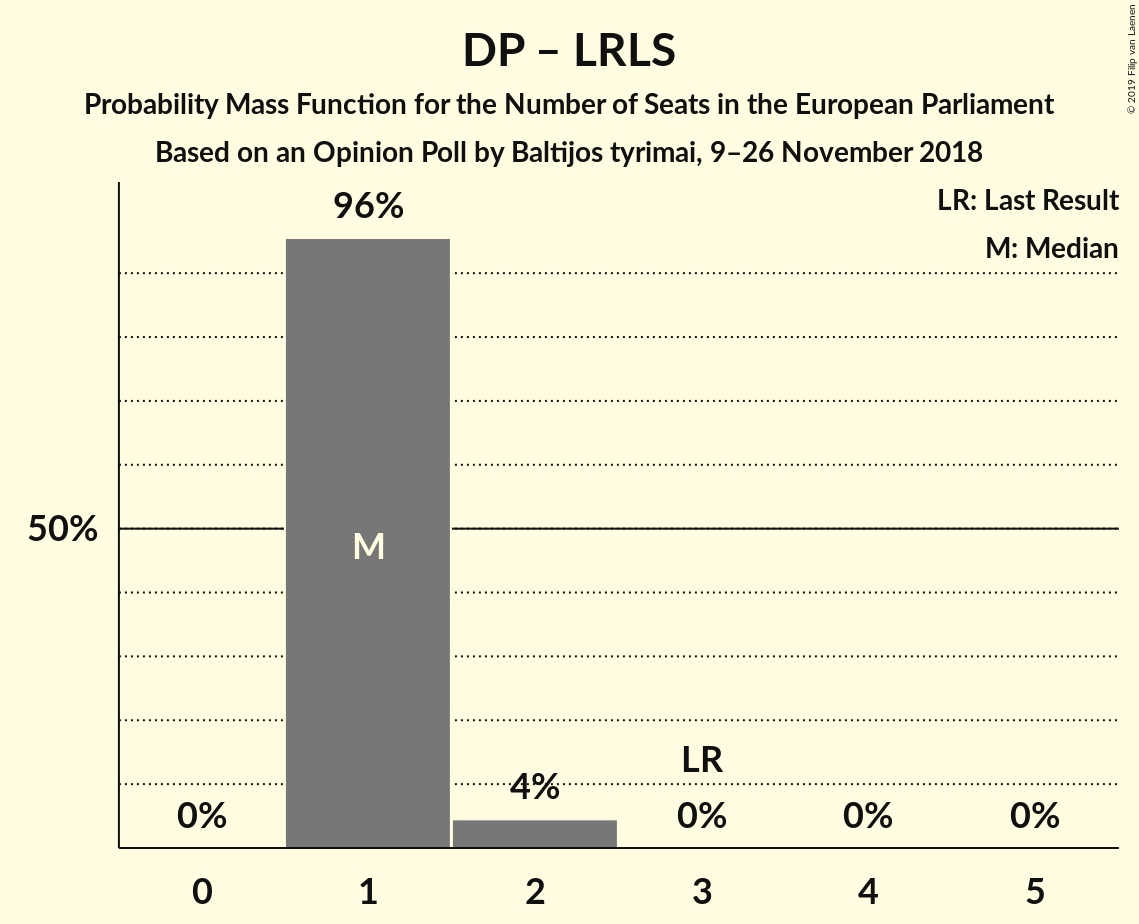 DP – LRLS
Probability Mass Function for the Number of Seats in the European Parliament
Based on an Opinion Poll by Baltijos tyrimai, 9–26 November 2018
© 2019 Filip van Laenen
LR: Last Result
M: Median
96%
50%
M
LR
4%
0%
0%
0%
0%
0 1 2 3 4 5